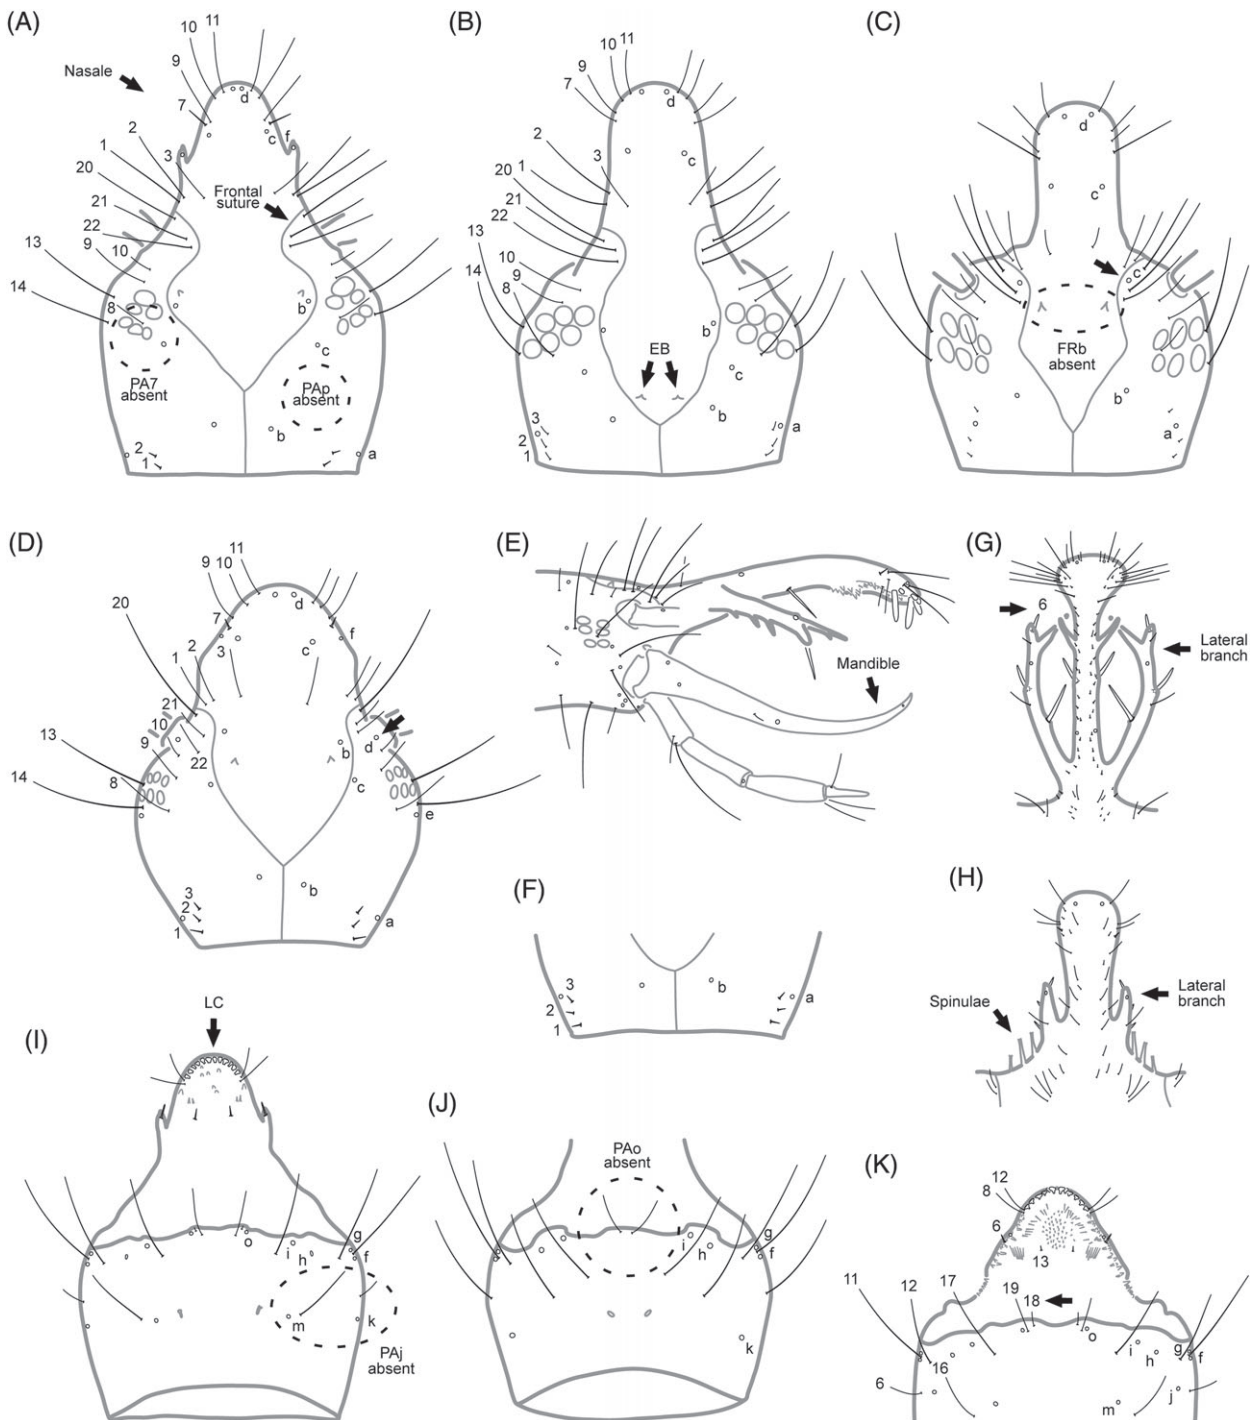 (A)
11
10
9
Nasale
d
7
c
f
2
1
3
20
Frontal
suture
21
22
9
10
13
14
8
b
c
PA7
absent
PAp
absent
b
2
1
a
(B)
11
10
9
7
d
2
3
c
1
20
21
22
13
10
14
9
8
b
EB
c
b
3
2
1
a
(C)
d
c
c
FRb
absent
b
a
(D)
11
10
9
d
20
7
f
3
c
2
1
21
10
b
d
13
9
22
c
14
8
e
b
3
2
1
a
(E)
Mandible
(G)
6
Lateral
branch
(F)
3
b
a
2
1
(H)
Lateral
branch
Spinulae
(I)
LC
g
o
i
h
f
m
k
PAj
absent
(J)
PAo
absent
g
i
h
f
k
(K)
12
8
6
13
11
12
17
19
18
o
g
i
h
f
16
6
m
j